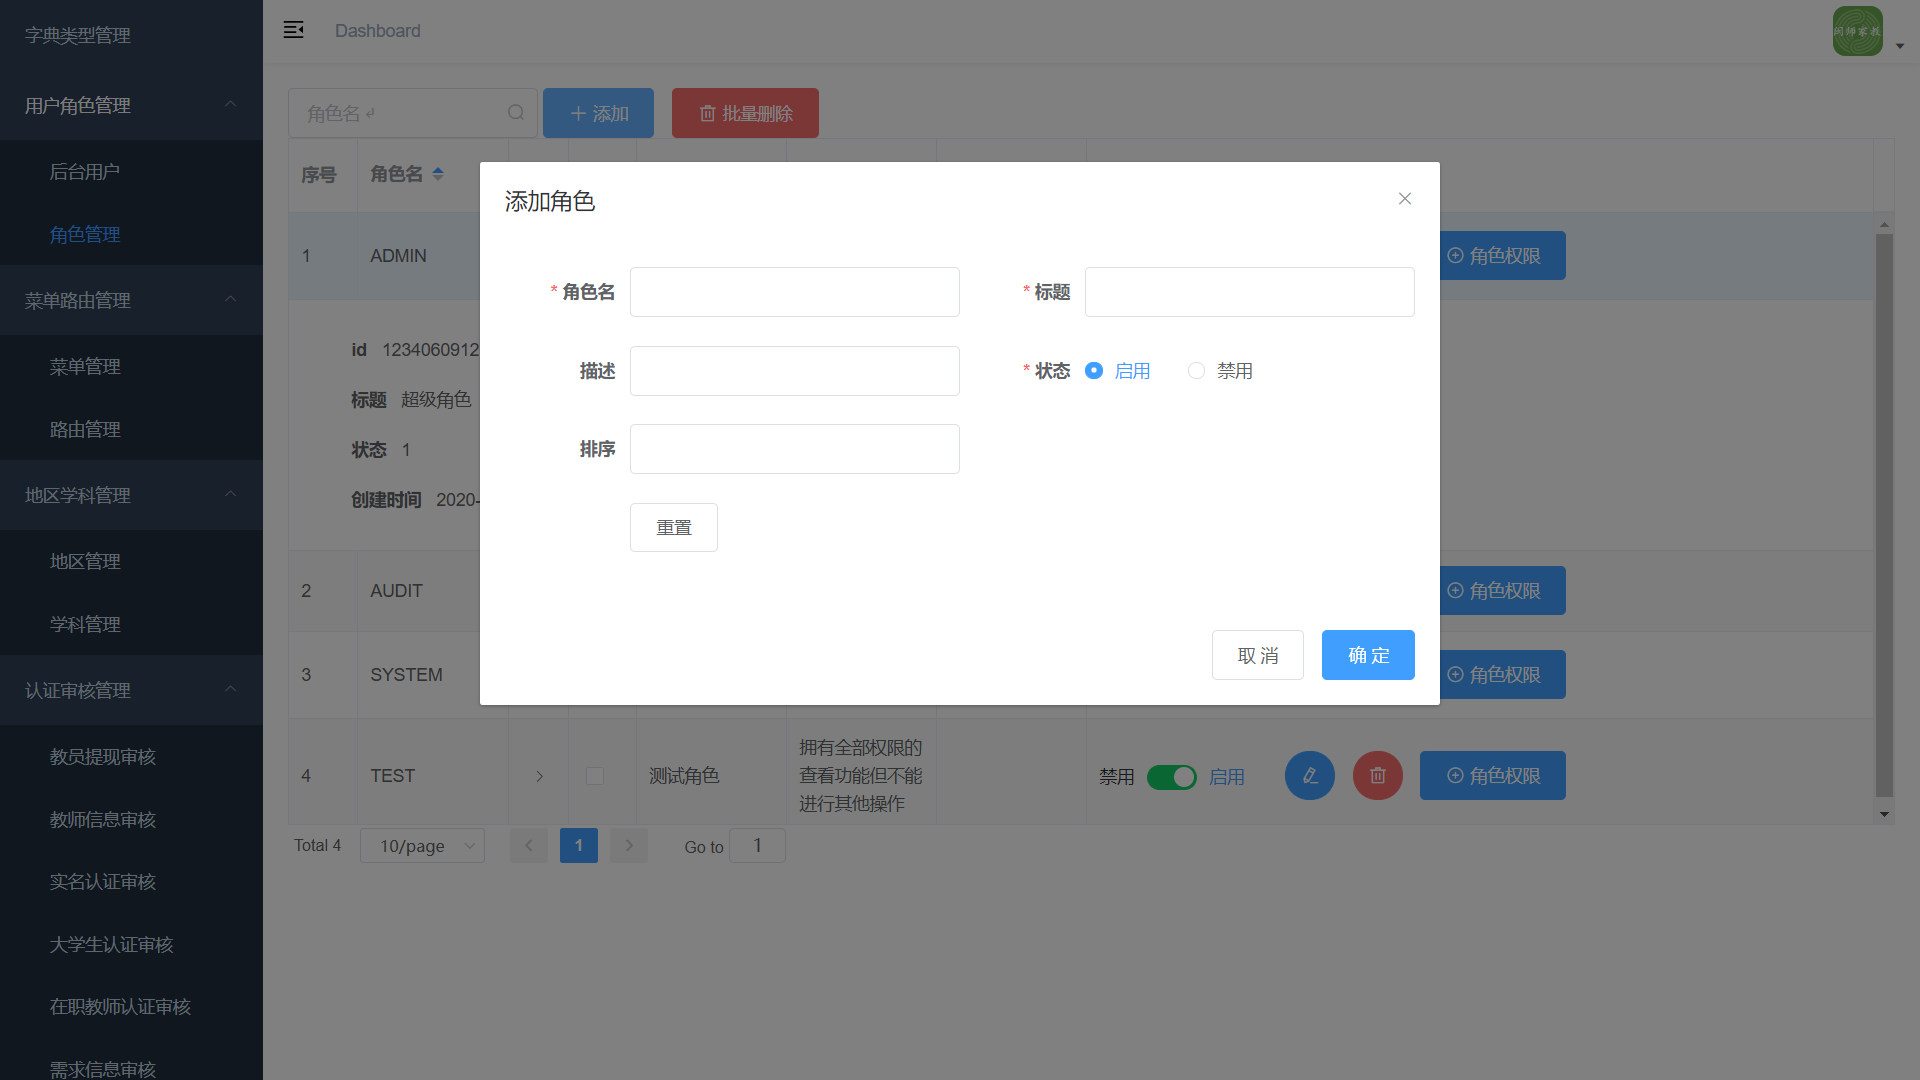 字典类型管理
用户角色管理
后台用户
角色管理
菜单路由管理
菜单管理
路由管理
地区学科管理
地区管理
学科管理
认证审核管理
教员提现审核
教师信息审核
实名认证审核
大学生认证审核
在职教师认证审核
需求信息审核
Dashboard
角色名 ↲
添加
批量删除
序号 角色名
1 ADMIN 角色权限
id 1234060912
标题 超级角色
状态 1
创建时间 2020-
2 AUDIT 角色权限
3 SYSTEM 角色权限
4 TEST 测试角色
拥有全部权限的
查看功能但不能
进行其他操作
禁用 启用 角色权限
Total 4 10/page 1 Go to 1
添加角色
* 角色名
* 标题
描述
* 状态 启用 禁用
排序
重置
取 消 确 定